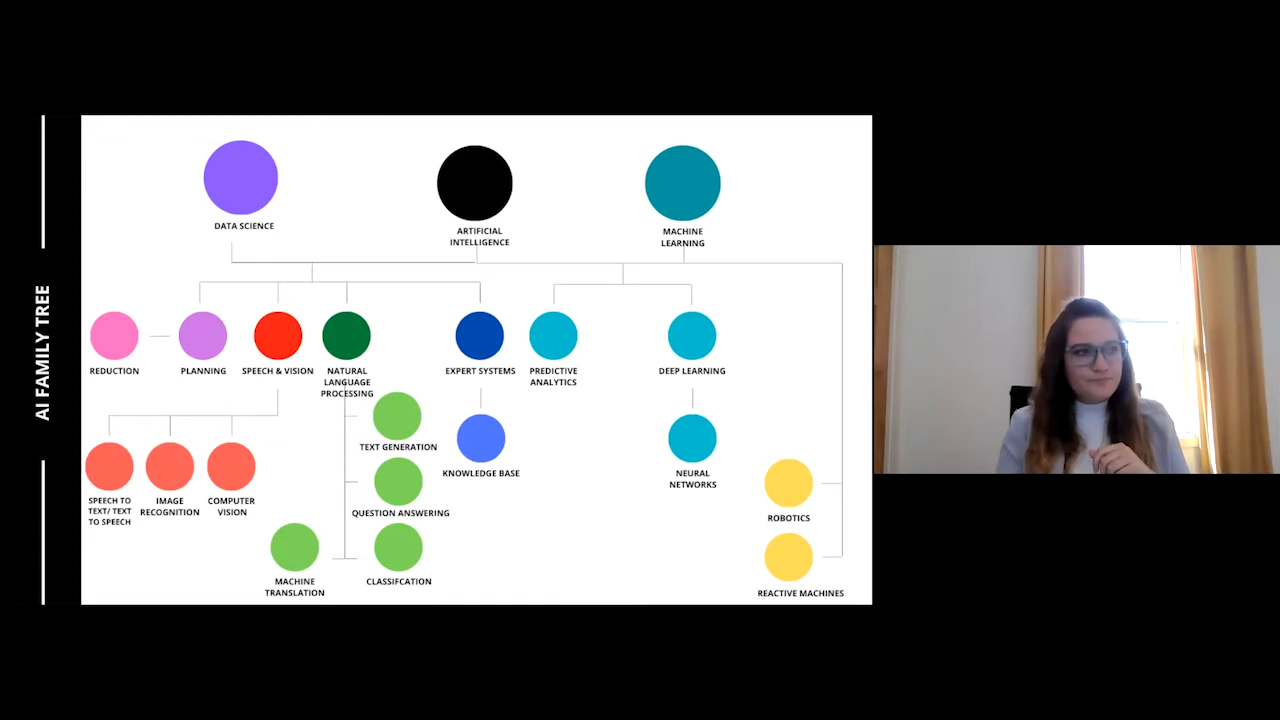 AI FAMILY TREE
DATA SCIENCE
ARTIFICIAL
INTELLIGENCE
MACHINE
LEARNING
REDUCTION
PLANNING
SPEECH & VISION
NATURAL
LANGUAGE
PROCESSING
EXPERT SYSTEMS
PREDICTIVE
ANALYTICS
DEEP LEARNING
TEXT GENERATION
KNOWLEDGE BASE
NEURAL
NETWORKS
SPEECH TO
TEXT/ TEXT
TO SPEECH
IMAGE
RECOGNITION
COMPUTER
VISION
QUESTION ANSWERING
ROBOTICS
MACHINE
TRANSLATION
CLASSIFCATION
REACTIVE MACHINES